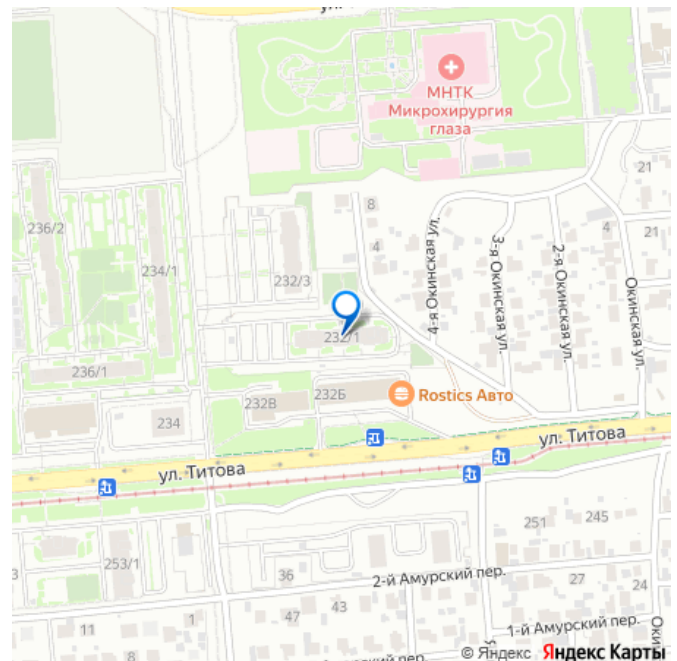 ул.
МНТК
Микрохирургия
глаза
21
236/2
8
4
4
21
234/1
232/3
4-я Окинская ул.
3-я Окинская ул.
2-я Окинская ул.
Окинская ул.
232/1
236/1
232В
232Б
Rostics Авто
234
ул. Титова
ул. Титова
253/1
251
245
36
2-й Амурский пер.
27
24
11
1
47
43
1-й Амурский пер.
8
© Яндекс Яндекс Карты